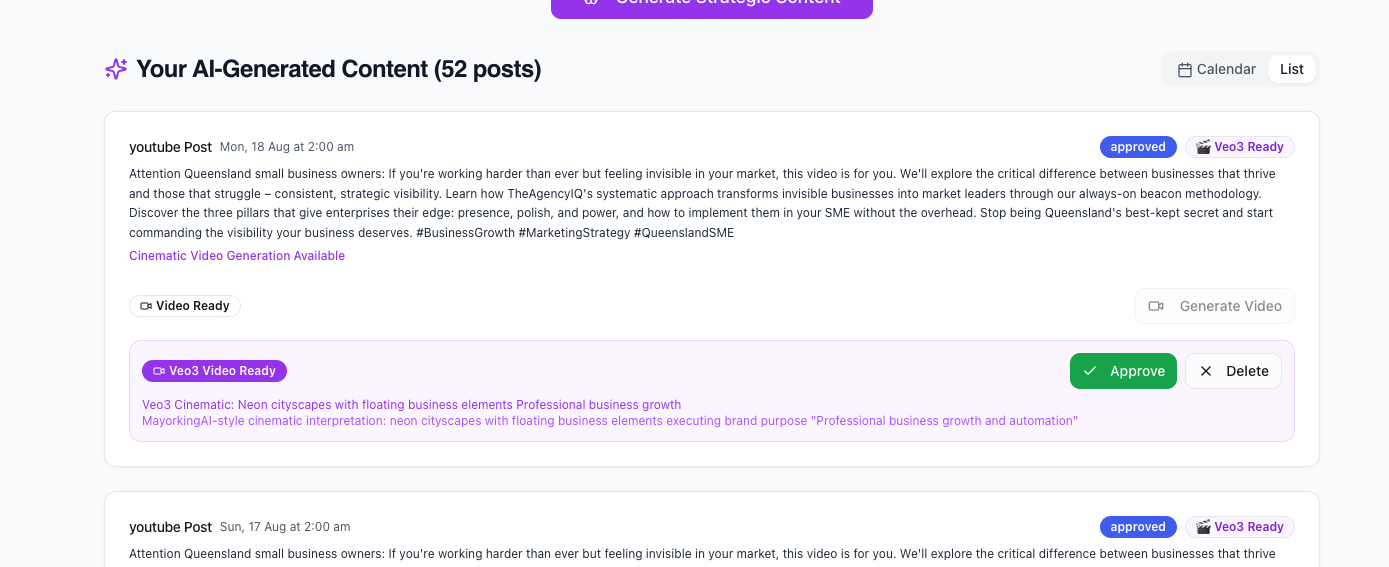 Generate Strategic Content
Your AI-Generated Content (52 posts)
Calendar
List
youtube Post Mon, 18 Aug at 2:00 am
approved
🎬 Veo3 Ready
Attention Queensland small business owners: If you're working harder than ever but feeling invisible in your market, this video is for you. We'll explore the critical difference between businesses that thrive
and those that struggle – consistent, strategic visibility. Learn how TheAgencyIQ's systematic approach transforms invisible businesses into market leaders through our always-on beacon methodology.
Discover the three pillars that give enterprises their edge: presence, polish, and power, and how to implement them in your SME without the overhead. Stop being Queensland's best-kept secret and start
commanding the visibility your business deserves. #BusinessGrowth #MarketingStrategy #QueenslandSME
Cinematic Video Generation Available
Video Ready
Generate Video
Veo3 Video Ready
Approve
Delete
Veo3 Cinematic: Neon cityscapes with floating business elements Professional business growth
MayorkingAI-style cinematic interpretation: neon cityscapes with floating business elements executing brand purpose "Professional business growth and automation"
youtube Post Sun, 17 Aug at 2:00 am
approved
🎬 Veo3 Ready
Attention Queensland small business owners: If you're working harder than ever but feeling invisible in your market, this video is for you. We'll explore the critical difference between businesses that thrive